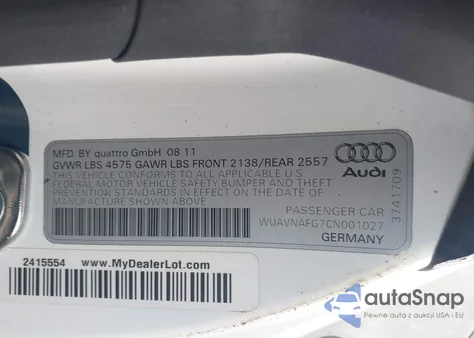 MFD. BY quattro GmbH 08 11
GVWR LBS 4575 GAWR LBS FRONT 2138/REAR 2557
THIS VEHICLE CONFORMS TO ALL APPLICABLE U.S.
FEDERAL MOTOR VEHICLE SAFETY BUMPER AND THEFT
PREVENTION STANDARDS IN EFFECT ON THE DATE OF
MANUFACTURE SHOWN ABOVE
Audi
3741709
PASSENGER CAR
WUAVNAFG7CN001027
GERMANY
2415554 www.MyDealerLot.com
autoSnap
Pewne auta z aukcji USA i EU